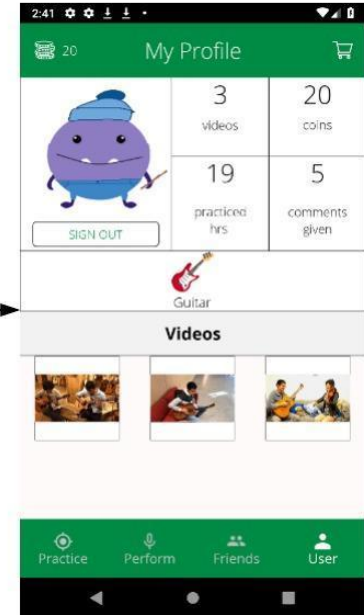 2:41
20
My Profile
3
videos
20
coins
19
practiced
hrs
5
comments
given
SIGN OUT
Guitar
Videos
Practice
Perform
Friends
User